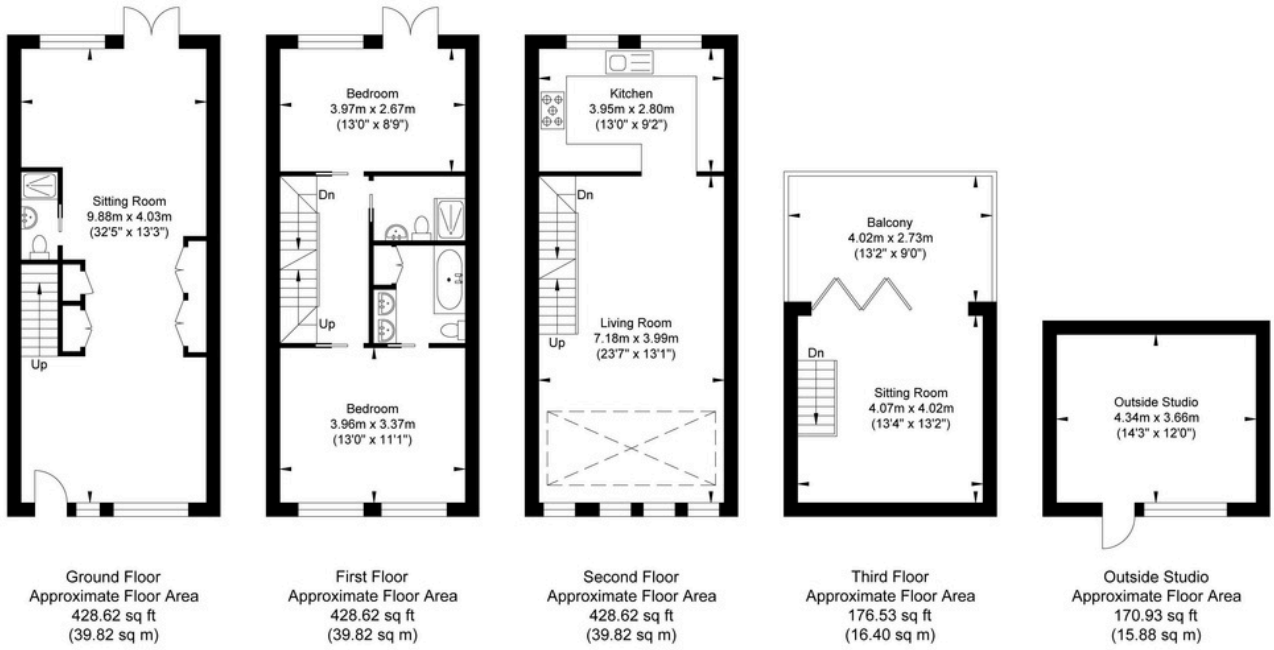 Sitting Room
9.88m x 4.03m
(32'5" x 13'3")
Up
Bedroom
3.97m x 2.67m
(13'0" x 8'9")
Dn
Up
Bedroom
3.96m x 3.37m
(13'0" x 11'1")
Kitchen
3.95m x 2.80m
(13'0" x 9'2")
Dn
Living Room
7.18m x 3.99m
(23'7" x 13'1")
Up
Balcony
4.02m x 2.73m
(13'2" x 9'0")
Dn
Sitting Room
4.07m x 4.02m
(13'4" x 13'2")
Outside Studio
4.34m x 3.66m
(14'3" x 12'0")
Ground Floor
Approximate Floor Area
428.62 sq ft
(39.82 sq m)
First Floor
Approximate Floor Area
428.62 sq ft
(39.82 sq m)
Second Floor
Approximate Floor Area
428.62 sq ft
(39.82 sq m)
Third Floor
Approximate Floor Area
176.53 sq ft
(16.40 sq m)
Outside Studio
Approximate Floor Area
170.93 sq ft
(15.88 sq m)